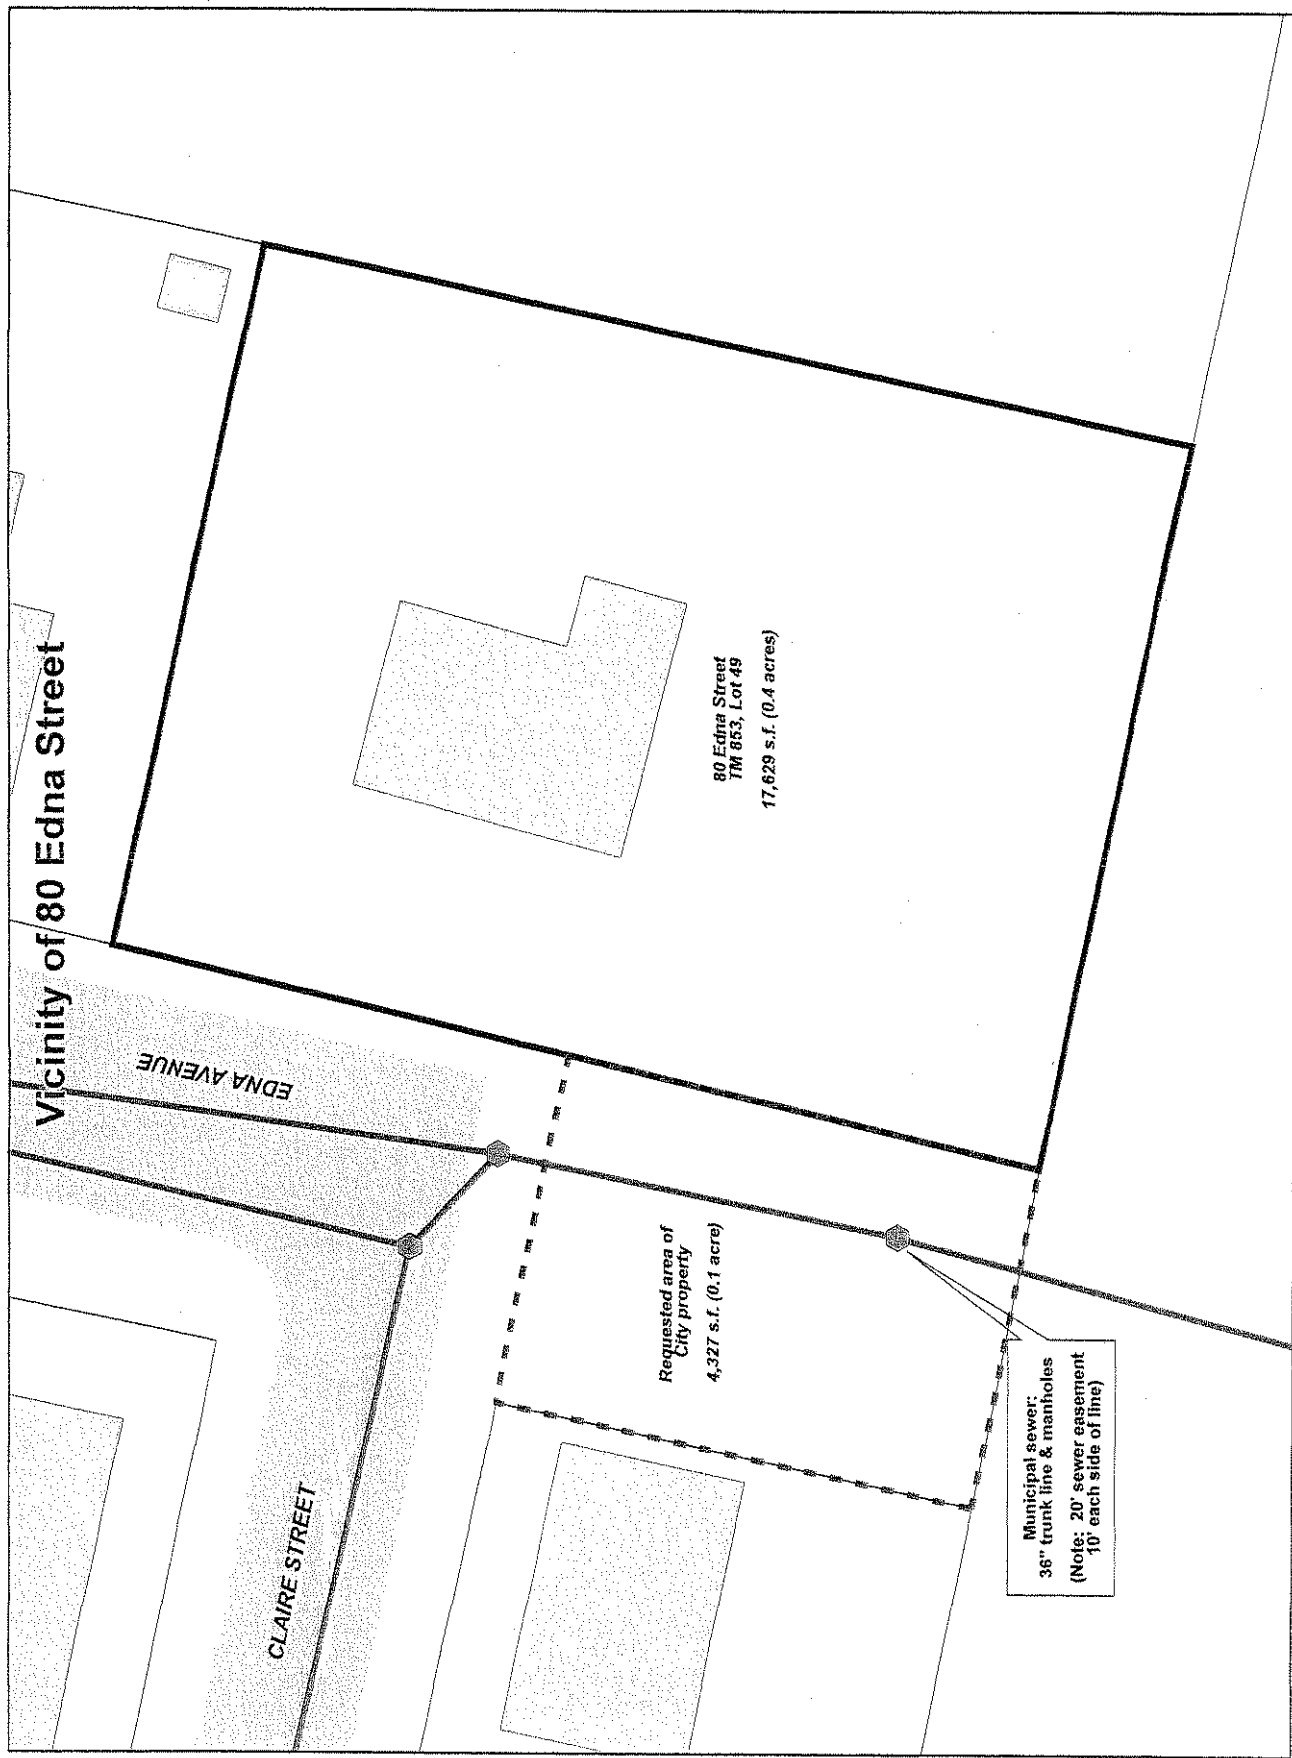 Vicinity of 80 Edna Street
EDNA AVENUE
CLAIRE STREET
80 Edna Street
TM 853, Lot 49
17,629 s.f. (0.4 acres)
Requested area of
City property
4,327 s.f. (0.1 acre)
Municipal sewer:
36" trunk line & manholes
(Note: 20' sewer easement
10' each side of line)